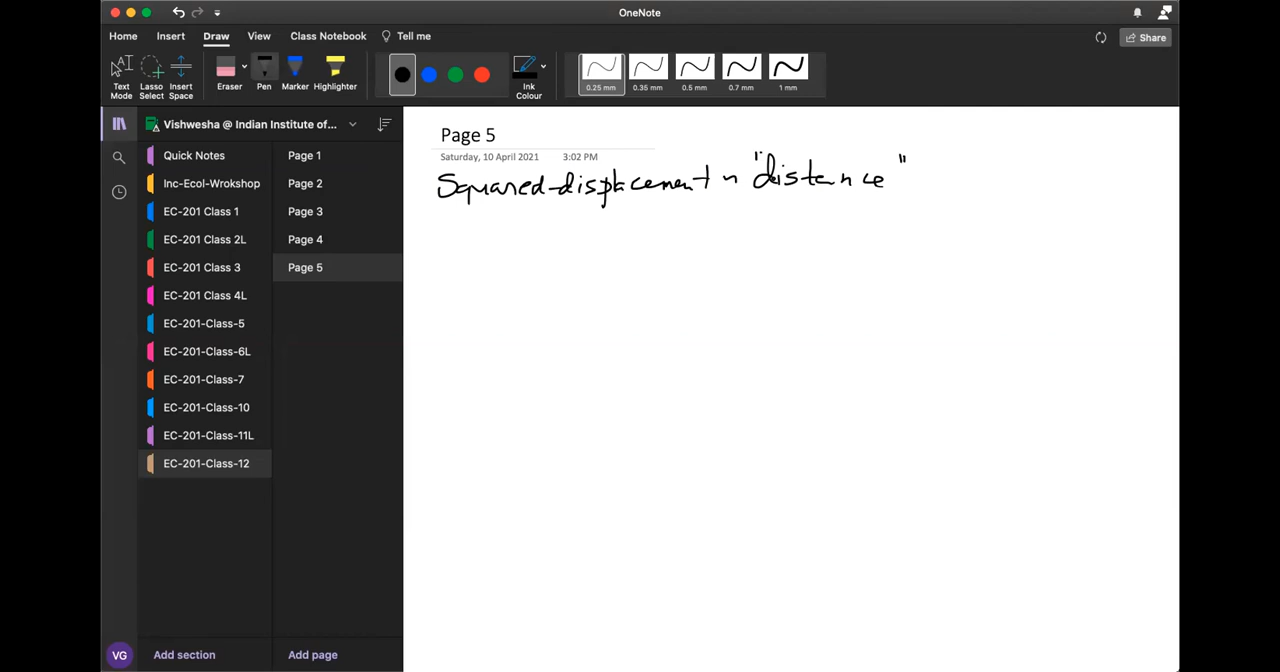 OneNote
Home Insert Draw View Class Notebook Tell me
Share
Text Mode
Lasso Select
Insert Space
Eraser
Pen
Marker
Highlighter
Ink Colour
0.25 mm
0.35 mm
0.5 mm
0.7 mm
1 mm
Vishwesha @ Indian Institute of...
Quick Notes
Inc-Ecol-Wrokshop
EC-201 Class 1
EC-201 Class 2L
EC-201 Class 3
EC-201 Class 4L
EC-201-Class-5
EC-201-Class-6L
EC-201-Class-7
EC-201-Class-10
EC-201-Class-11L
EC-201-Class-12
Page 1
Page 2
Page 3
Page 4
Page 5
Page 5
Saturday, 10 April 2021 3:02 PM
Squared-displacement ~ "distance"
VG
Add section
Add page